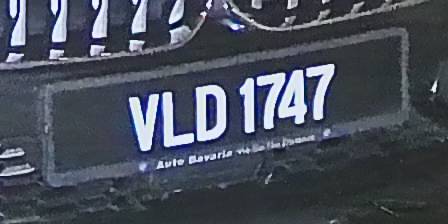 VLD 1747
Auto Bavaria